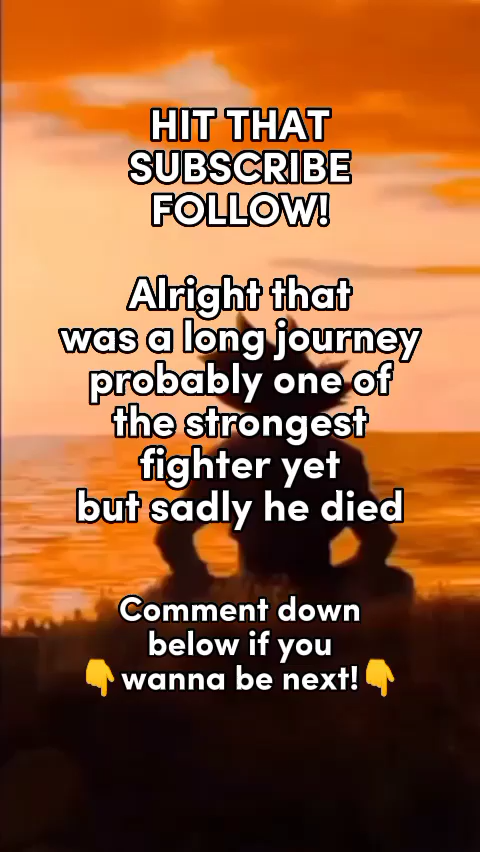 HIT THAT
SUBSCRIBE
FOLLOW!
Alright that
was a long journey
probably one of
the strongest
fighter yet
but sadly he died
Comment down
below if you
👇wanna be next!👇